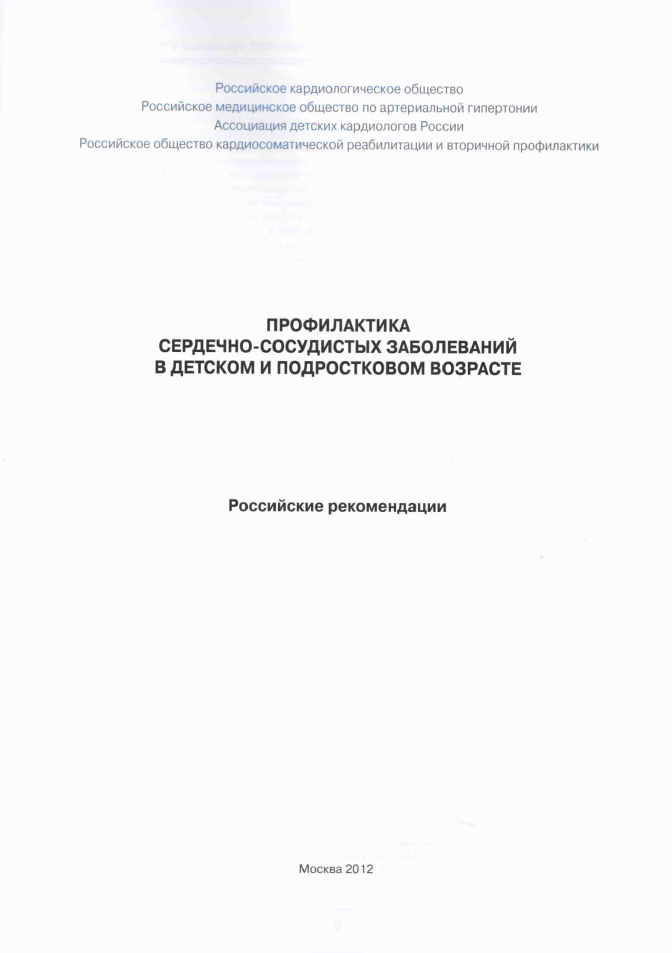 Российское кардиологическое общество
Российское медицинское общество по артериальной гипертонии
Ассоциация детских кардиологов России
Российское общество кардиосоматической реабилитации и вторичной профилактики
ПРОФИЛАКТИКА
СЕРДЕЧНО-СОСУДИСТЫХ ЗАБОЛЕВАНИЙ
В ДЕТСКОМ И ПОДРОСТКОВОМ ВОЗРАСТЕ
Российские рекомендации
Москва 2012